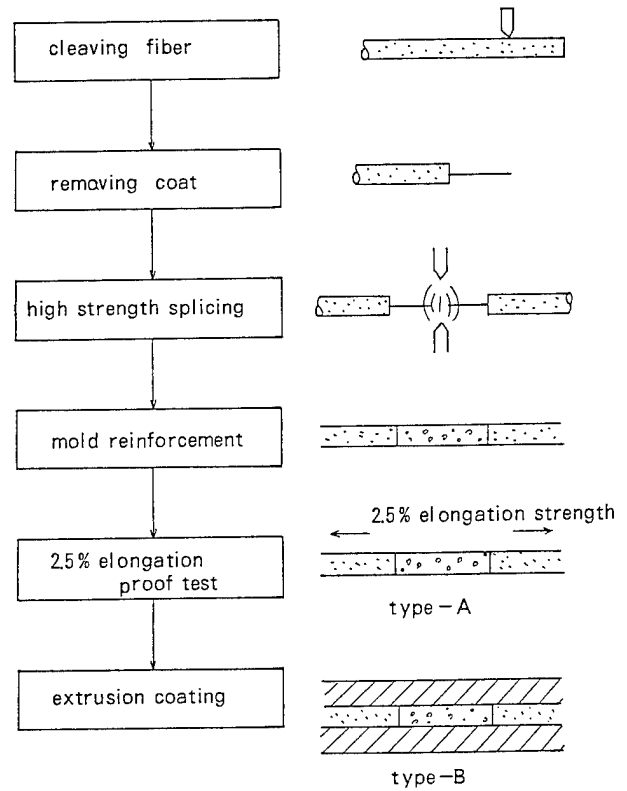 cleaving fiber
removing coat
high strength splicing
mold reinforcement
2.5% elongation strength
2.5% elongation
proof test
type-A
extrusion coating
type-B